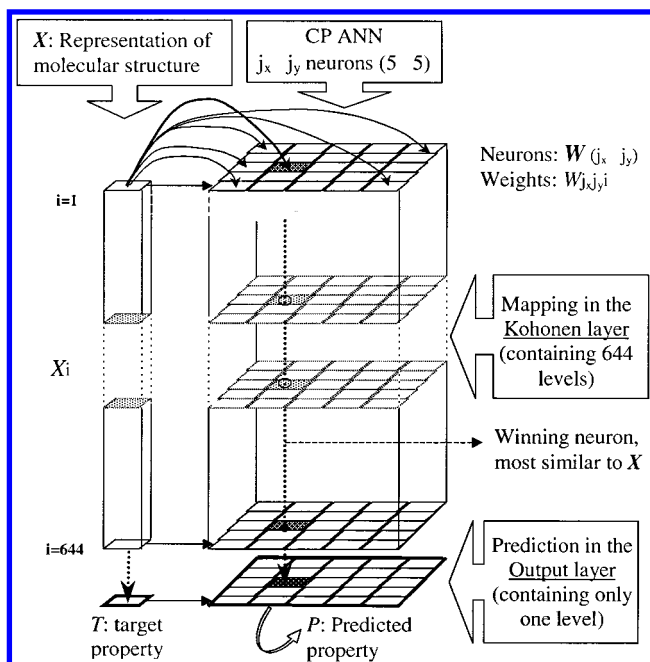 X: Representation of
molecular structure
CP ANN
jx jy neurons (5 5)
Neurons: W (jx jy)
Weights: Wjxjyi
i=1
Mapping in the
Kohonen layer
(containing 644
levels)
Xi
Winning neuron,
most similar to X
i=644
Prediction in the
Output layer
(containing only
one level)
T: target
property
P: Predicted
property